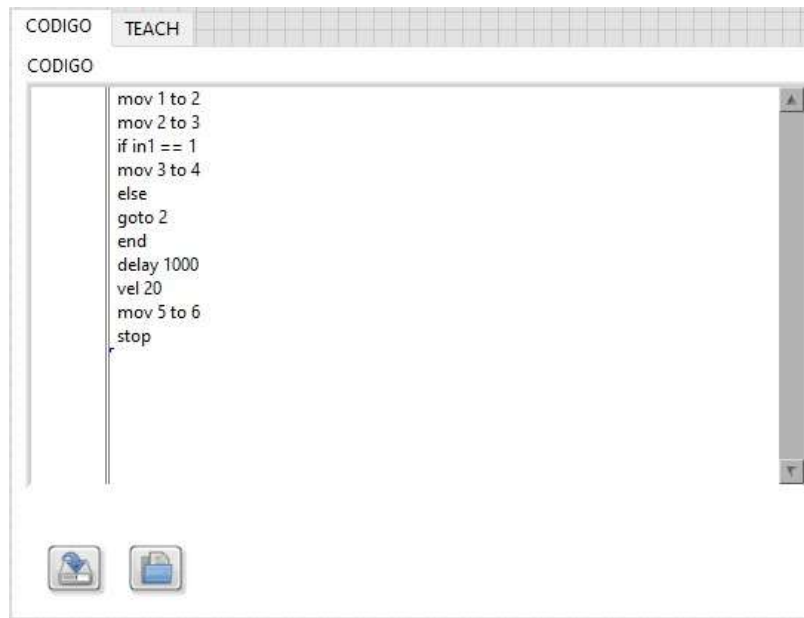 CODIGO TEACH
CODIGO
mov 1 to 2
mov 2 to 3
if in1 == 1
mov 3 to 4
else
goto 2
end
delay 1000
vel 20
mov 5 to 6
stop